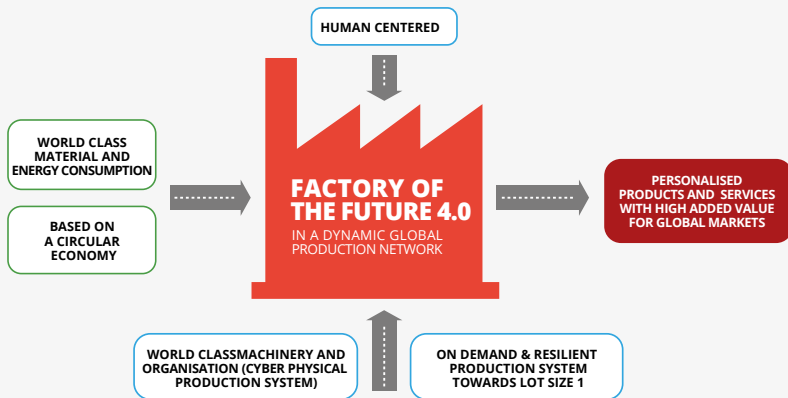 HUMAN CENTERED
WORLD CLASS
MATERIAL AND
ENERGY CONSUMPTION
BASED ON
A CIRCULAR
ECONOMY
FACTORY OF
THE FUTURE 4.0
IN A DYNAMIC GLOBAL
PRODUCTION NETWORK
PERSONALISED
PRODUCTS AND SERVICES
WITH HIGH ADDED VALUE
FOR GLOBAL MARKETS
WORLD CLASSMACHINERY AND
ORGANISATION (CYBER PHYSICAL
PRODUCTION SYSTEM)
ON DEMAND & RESILIENT
PRODUCTION SYSTEM
TOWARDS LOT SIZE 1